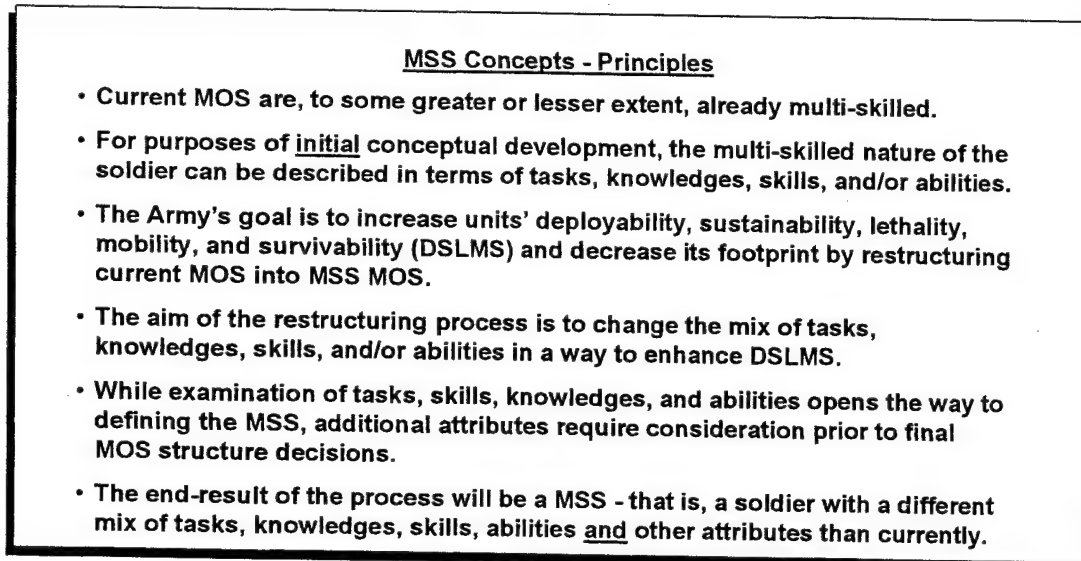 MSS Concepts - Principles
• Current MOS are, to some greater or lesser extent, already multi-skilled.
• For purposes of initial conceptual development, the multi-skilled nature of the
soldier can be described in terms of tasks, knowledges, skills, and/or abilities.
• The Army's goal is to increase units' deployability, sustainability, lethality,
mobility, and survivability (DSLMS) and decrease its footprint by restructuring
current MOS into MSS MOS.
• The aim of the restructuring process is to change the mix of tasks,
knowledges, skills, and/or abilities in a way to enhance DSLMS.
• While examination of tasks, skills, knowledges, and abilities opens the way to
defining the MSS, additional attributes require consideration prior to final
MOS structure decisions.
• The end-result of the process will be a MSS - that is, a soldier with a different
mix of tasks, knowledges, skills, abilities and other attributes than currently.